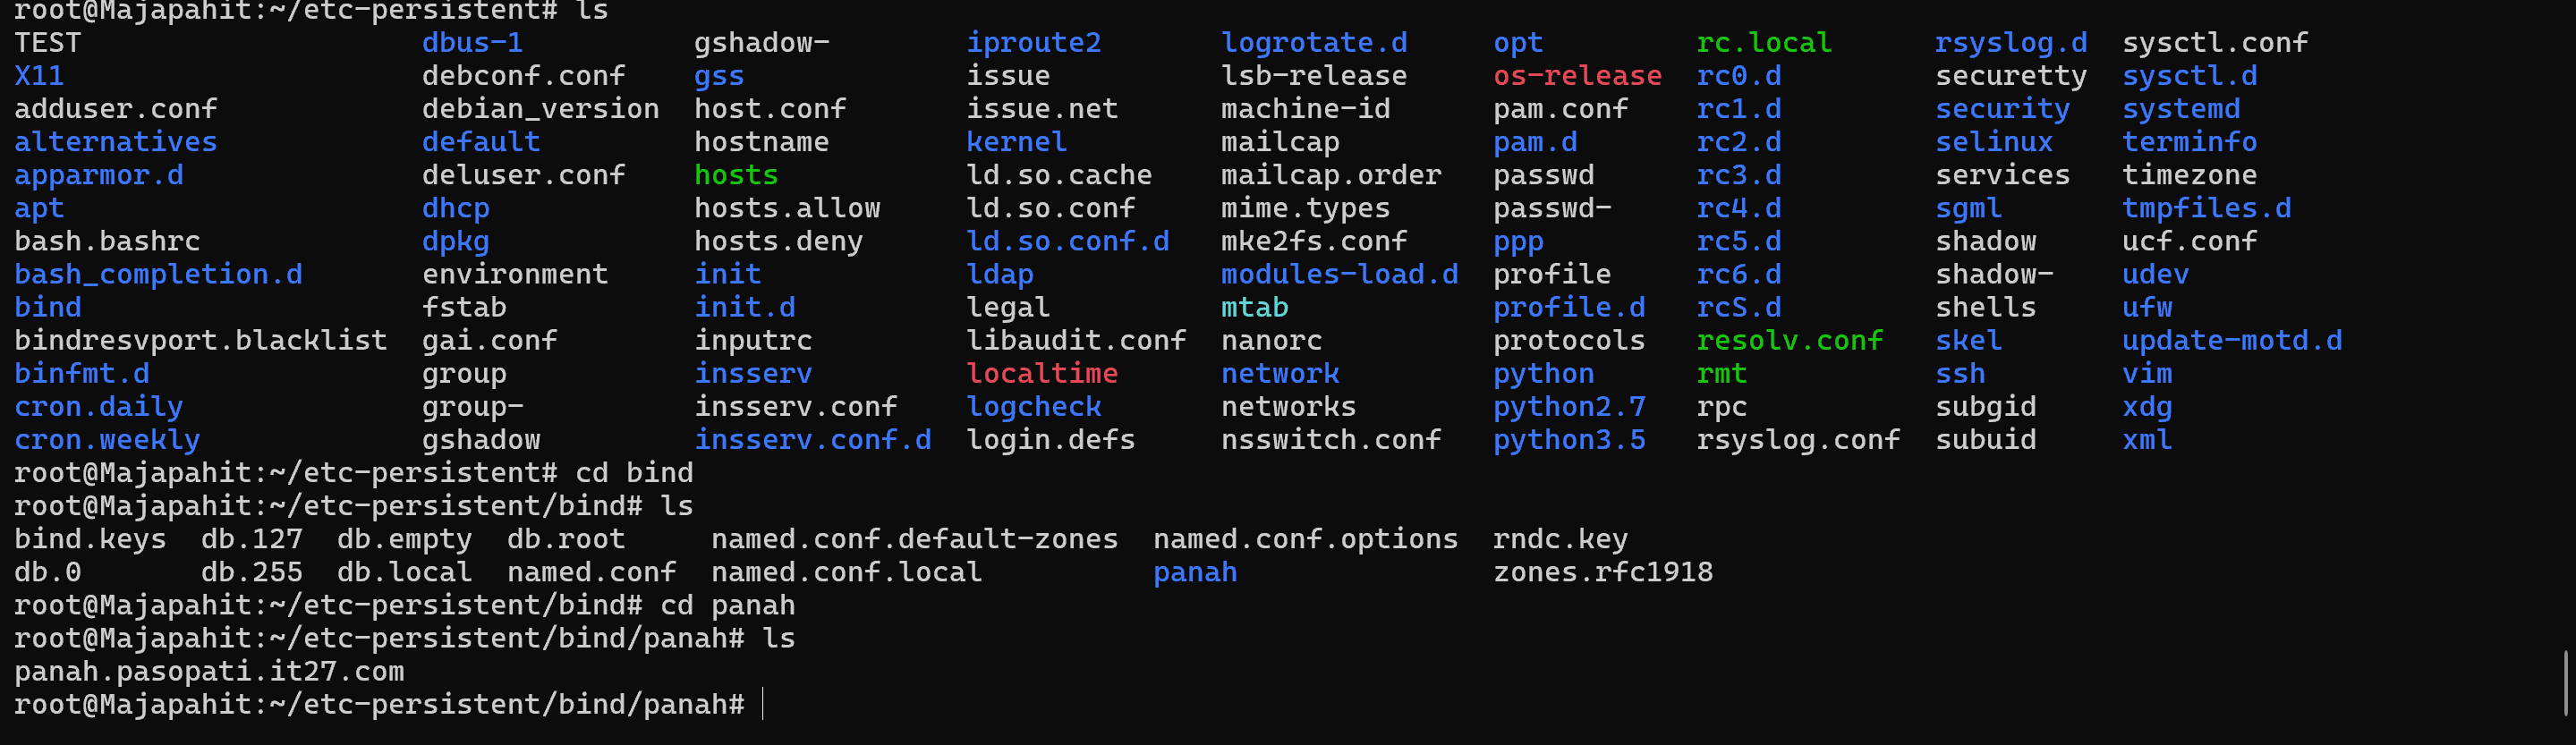 root@Majapahit:~/etc-persistent# ls
TEST dbus-1 gshadow- iproute2 logrotate.d opt rc.local rsyslog.d sysctl.conf
X11 debconf.conf gss issue lsb-release os-release rc0.d securetty sysctl.d
adduser.conf debian_version host.conf issue.net machine-id pam.conf rc1.d security systemd
alternatives default hostname kernel mailcap pam.d rc2.d selinux terminfo
apparmor.d deluser.conf hosts ld.so.cache mailcap.order passwd rc3.d services timezone
apt dhcp hosts.allow ld.so.conf mime.types passwd- rc4.d sgml tmpfiles.d
bash.bashrc dpkg hosts.deny ld.so.conf.d mke2fs.conf ppp rc5.d shadow ucf.conf
bash_completion.d environment init ldap modules-load.d profile rc6.d shadow- udev
bind fstab init.d legal mtab profile.d rcS.d shells ufw
bindresvport.blacklist gai.conf inputrc libaudit.conf nanorc protocols resolv.conf skel update-motd.d
binfmt.d group insserv localtime network python rmt ssh vim
cron.daily group- insserv.conf logcheck networks python2.7 rpc subgid xdg
cron.weekly gshadow insserv.conf.d login.defs nsswitch.conf python3.5 rsyslog.conf subuid xml
root@Majapahit:~/etc-persistent# cd bind
root@Majapahit:~/etc-persistent/bind# ls
bind.keys db.127 db.empty db.root named.conf.default-zones named.conf.options rndc.key
db.0 db.255 db.local named.conf named.conf.local panah zones.rfc1918
root@Majapahit:~/etc-persistent/bind# cd panah
root@Majapahit:~/etc-persistent/bind/panah# ls
panah.pasopati.it27.com
root@Majapahit:~/etc-persistent/bind/panah#